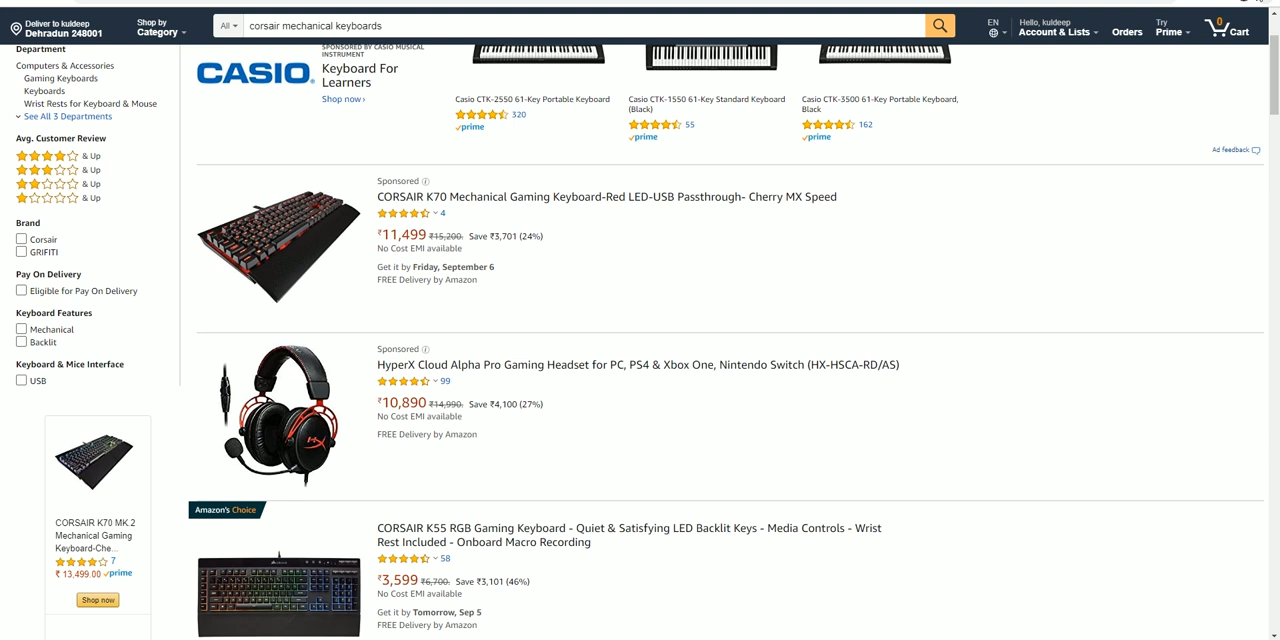 Deliver to kuldeep
Dehradun 248001
Shop by
Category
All
corsair mechanical keyboards
EN
Hello, kuldeep
Account & Lists
Orders
Try
Prime
0
Cart
Department
Computers & Accessories
Gaming Keyboards
Keyboards
Wrist Rests for Keyboard & Mouse
See All 3 Departments
Avg. Customer Review
& Up
& Up
& Up
& Up
Brand
Corsair
GRIFITI
Pay On Delivery
Eligible for Pay On Delivery
Keyboard Features
Mechanical
Backlit
Keyboard & Mice Interface
USB
CORSAIR K70 MK.2
Mechanical Gaming
Keyboard-Che...
7
₹ 13,499.00 prime
Shop now
CASIO.
SPONSORED BY CASIO MUSICAL
INSTRUMENT
Keyboard For
Learners
Shop now ›
Casio CTK-2550 61-Key Portable Keyboard
320
prime
Casio CTK-1550 61-Key Standard Keyboard
(Black)
55
prime
Casio CTK-3500 61-Key Portable Keyboard,
Black
162
prime
Ad feedback
Sponsored
CORSAIR K70 Mechanical Gaming Keyboard-Red LED-USB Passthrough- Cherry MX Speed
4
₹11,499 ₹15,200. Save ₹3,701 (24%)
No Cost EMI available
Get it by Friday, September 6
FREE Delivery by Amazon
Sponsored
HyperX Cloud Alpha Pro Gaming Headset for PC, PS4 & Xbox One, Nintendo Switch (HX-HSCA-RD/AS)
99
₹10,890 ₹14,990. Save ₹4,100 (27%)
No Cost EMI available
FREE Delivery by Amazon
Amazon's Choice
CORSAIR K55 RGB Gaming Keyboard - Quiet & Satisfying LED Backlit Keys - Media Controls - Wrist
Rest Included - Onboard Macro Recording
58
₹3,599 ₹6,700. Save ₹3,101 (46%)
No Cost EMI available
Get it by Tomorrow, Sep 5
FREE Delivery by Amazon